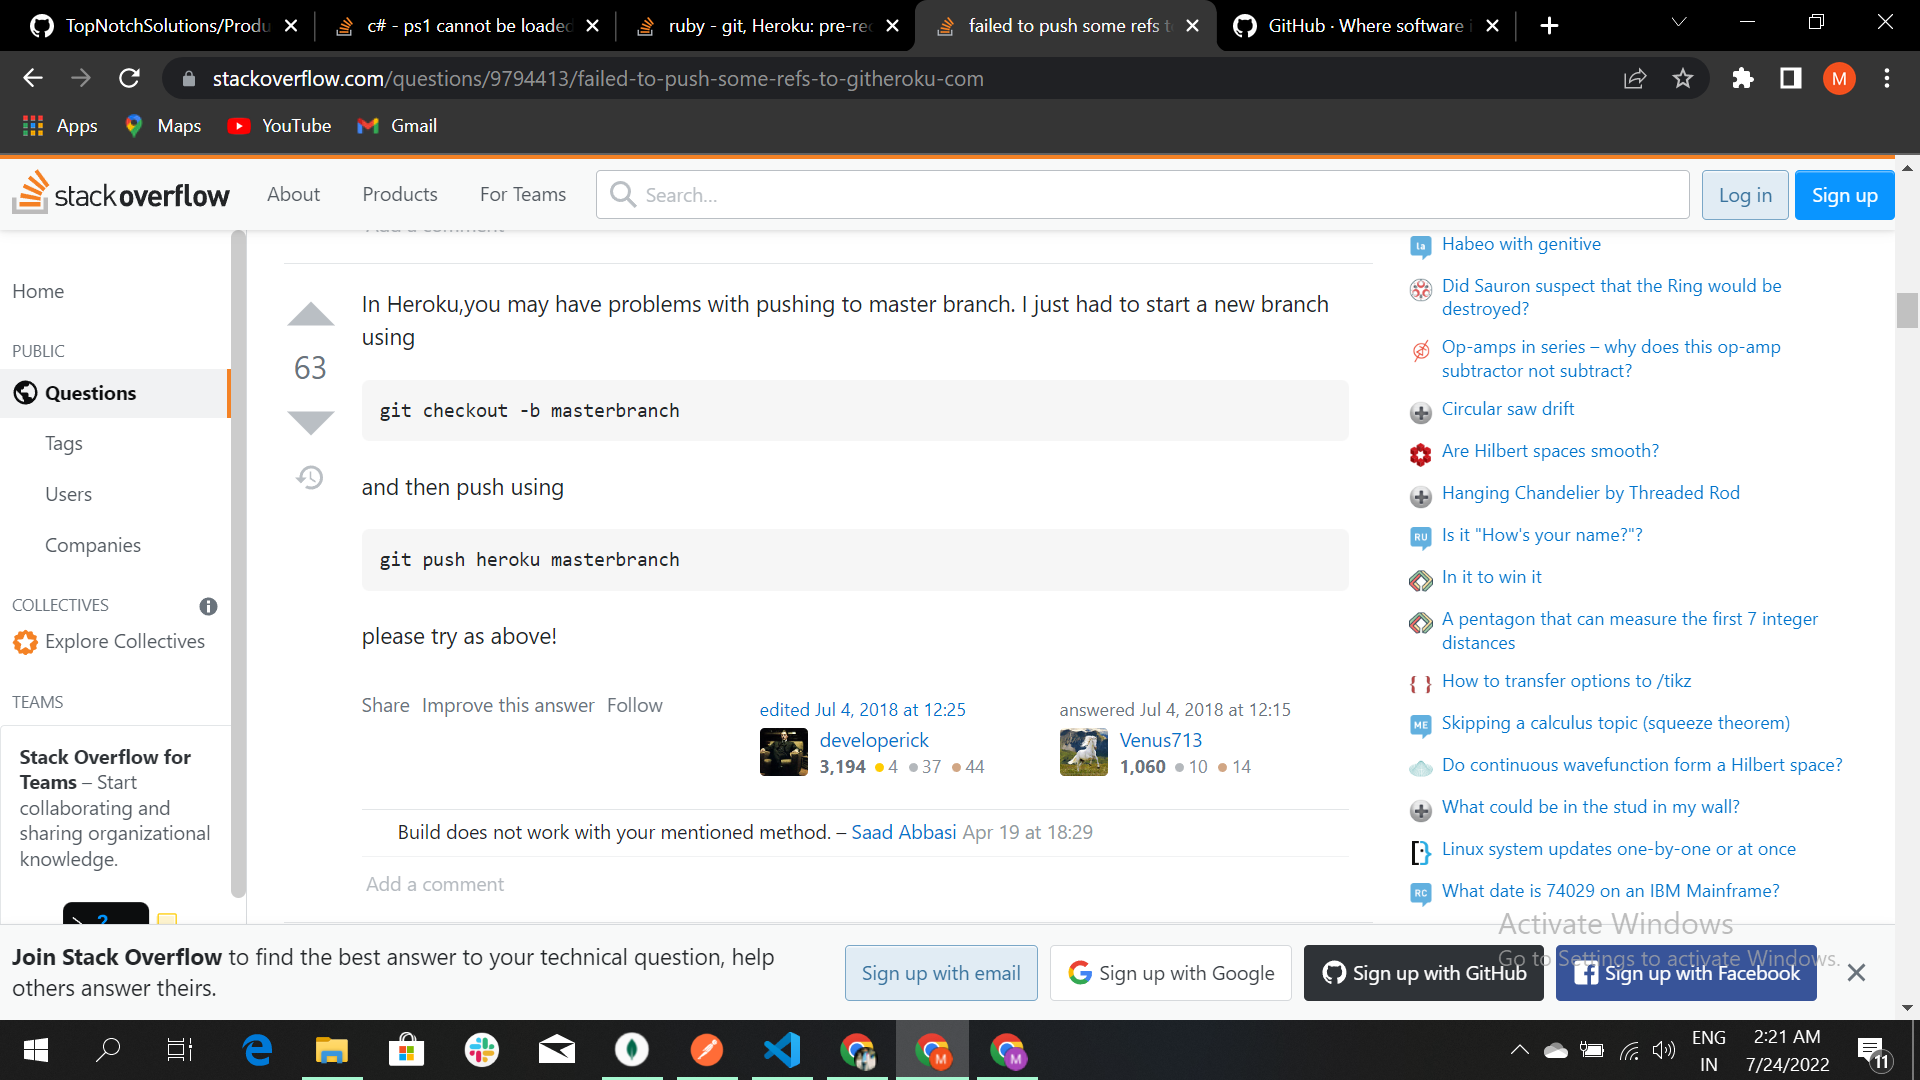 TopNotchSolutions/Produ
c# - ps1 cannot be loaded
ruby - git, Heroku: pre-rec
failed to push some refs t
GitHub · Where software i
stackoverflow.com/questions/9794413/failed-to-push-some-refs-to-githeroku-com
M
Apps
Maps
YouTube
Gmail
stackoverflow
About
Products
For Teams
Search...
Log in
Sign up
Home
PUBLIC
Questions
Tags
Users
Companies
COLLECTIVES
Explore Collectives
TEAMS
Stack Overflow for
Teams – Start
collaborating and
sharing organizational
knowledge.
Add a comment
63
In Heroku,you may have problems with pushing to master branch. I just had to start a new branch
using
git checkout -b masterbranch
and then push using
git push heroku masterbranch
please try as above!
Share Improve this answer Follow
edited Jul 4, 2018 at 12:25
developerick
3,194 4 37 44
answered Jul 4, 2018 at 12:15
Venus713
1,060 10 14
Build does not work with your mentioned method. – Saad Abbasi Apr 19 at 18:29
Add a comment
Habeo with genitive
Did Sauron suspect that the Ring would be
destroyed?
Op-amps in series – why does this op-amp
subtractor not subtract?
Circular saw drift
Are Hilbert spaces smooth?
Hanging Chandelier by Threaded Rod
Is it "How's your name?"?
In it to win it
A pentagon that can measure the first 7 integer
distances
How to transfer options to /tikz
Skipping a calculus topic (squeeze theorem)
Do continuous wavefunction form a Hilbert space?
What could be in the stud in my wall?
Linux system updates one-by-one or at once
What date is 74029 on an IBM Mainframe?
Activate Windows
Go to Settings to activate Windows.
Join Stack Overflow to find the best answer to your technical question, help
others answer theirs.
Sign up with email
Sign up with Google
Sign up with GitHub
Sign up with Facebook
ENG
IN
2:21 AM
7/24/2022
11